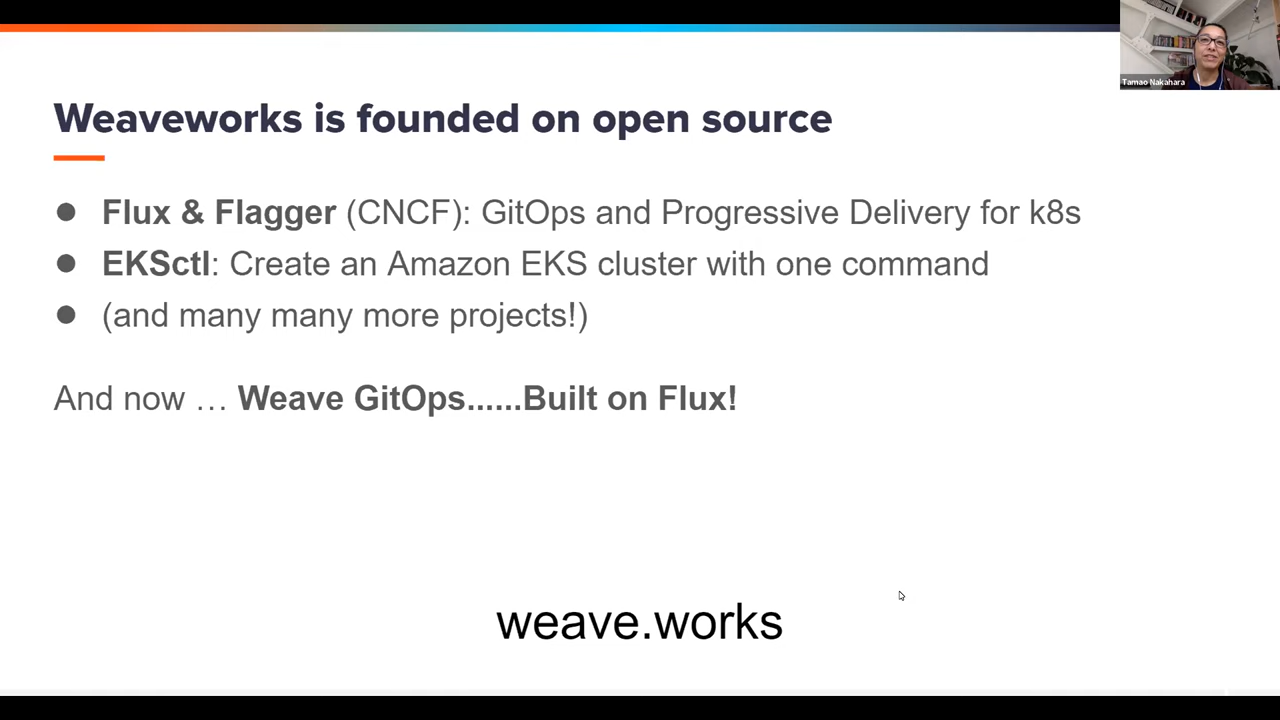 Tamao Nakahara
Weaveworks is founded on open source
● Flux & Flagger (CNCF): GitOps and Progressive Delivery for k8s
● EKSctl: Create an Amazon EKS cluster with one command
● (and many many more projects!)
And now … Weave GitOps......Built on Flux!
weave.works